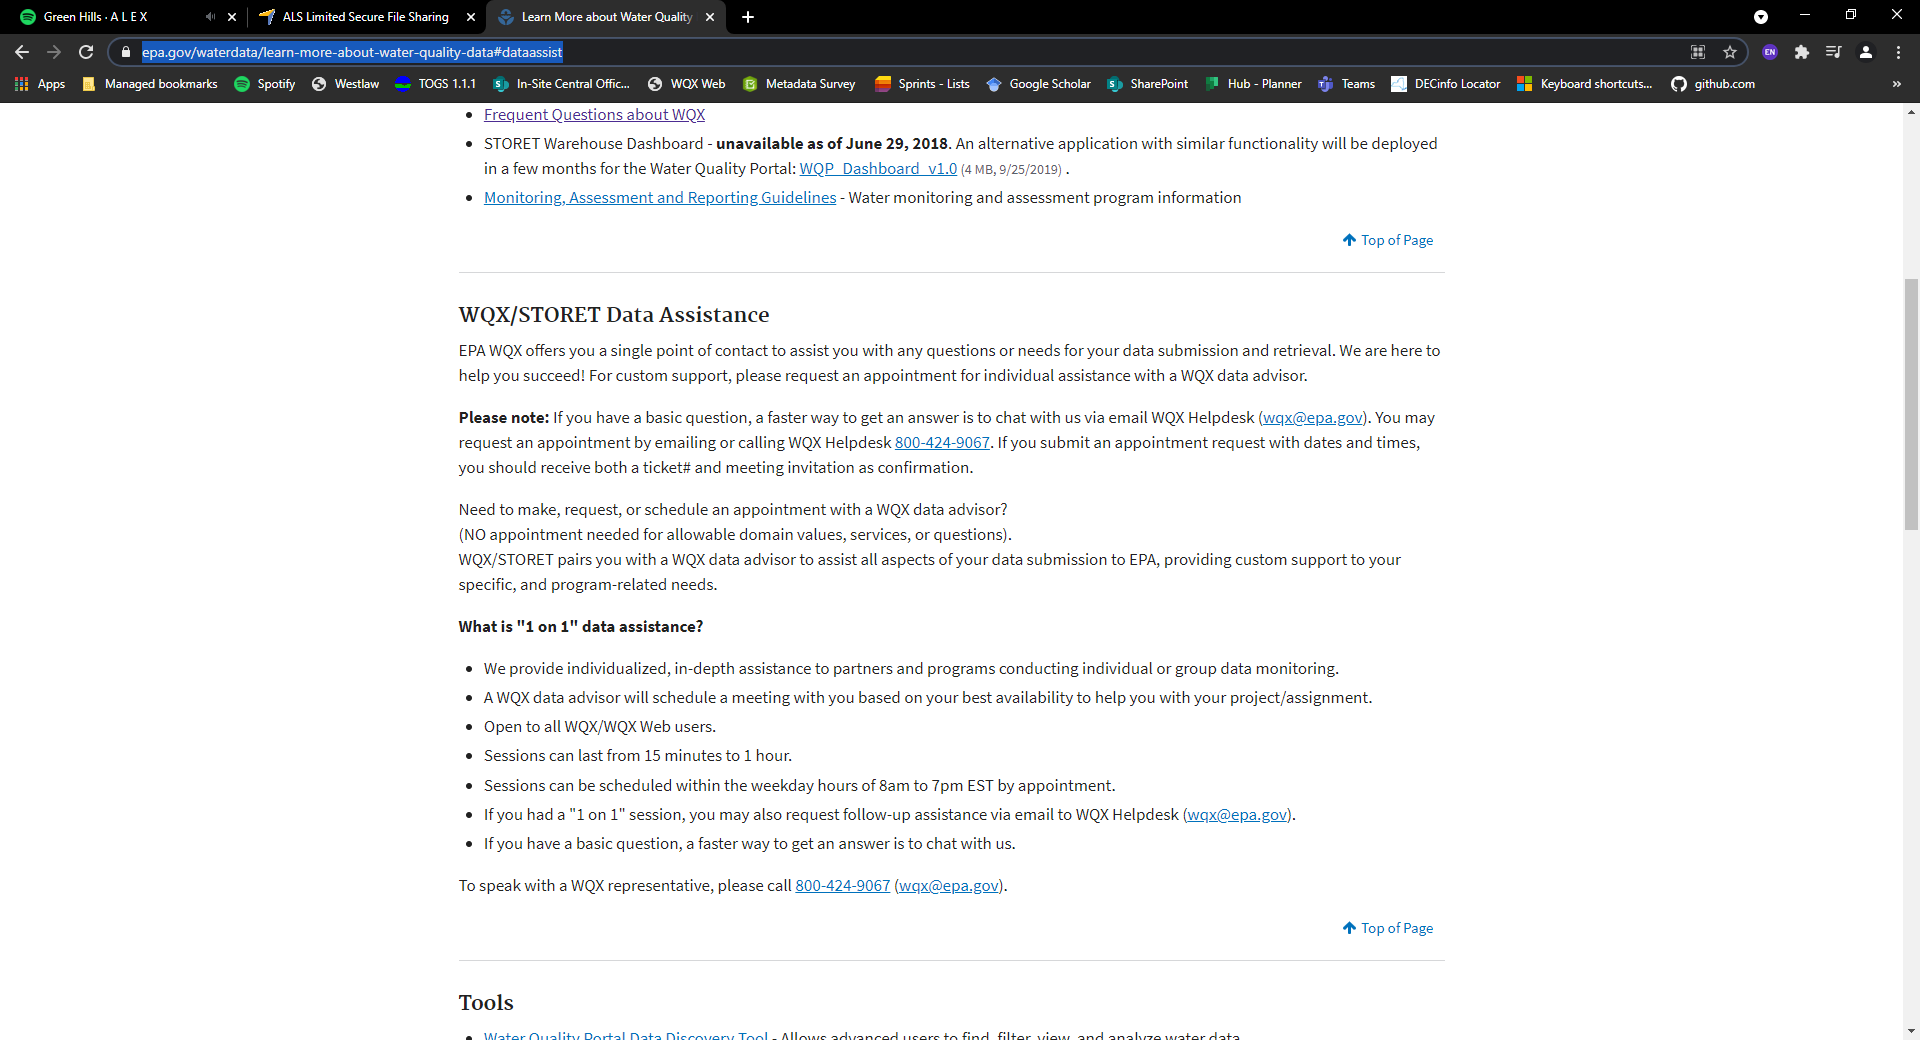 Green Hills · A L E X
ALS Limited Secure File Sharing
Learn More about Water Quality
epa.gov/waterdata/learn-more-about-water-quality-data#dataassist
EN
Apps
Managed bookmarks
Spotify
Westlaw
TOGS 1.1.1
In-Site Central Offic...
WQX Web
Metadata Survey
Sprints - Lists
Google Scholar
SharePoint
Hub - Planner
Teams
DECinfo Locator
Keyboard shortcuts...
github.com
»
• Frequent Questions about WQX
• STORET Warehouse Dashboard - unavailable as of June 29, 2018. An alternative application with similar functionality will be deployed
in a few months for the Water Quality Portal: WQP_Dashboard_v1.0 (4 MB, 9/25/2019) .
• Monitoring, Assessment and Reporting Guidelines - Water monitoring and assessment program information
Top of Page
WQX/STORET Data Assistance
EPA WQX offers you a single point of contact to assist you with any questions or needs for your data submission and retrieval. We are here to
help you succeed! For custom support, please request an appointment for individual assistance with a WQX data advisor.
Please note: If you have a basic question, a faster way to get an answer is to chat with us via email WQX Helpdesk (wqx@epa.gov). You may
request an appointment by emailing or calling WQX Helpdesk 800-424-9067. If you submit an appointment request with dates and times,
you should receive both a ticket# and meeting invitation as confirmation.
Need to make, request, or schedule an appointment with a WQX data advisor?
(NO appointment needed for allowable domain values, services, or questions).
WQX/STORET pairs you with a WQX data advisor to assist all aspects of your data submission to EPA, providing custom support to your
specific, and program-related needs.
What is "1 on 1" data assistance?
• We provide individualized, in-depth assistance to partners and programs conducting individual or group data monitoring.
• A WQX data advisor will schedule a meeting with you based on your best availability to help you with your project/assignment.
• Open to all WQX/WQX Web users.
• Sessions can last from 15 minutes to 1 hour.
• Sessions can be scheduled within the weekday hours of 8am to 7pm EST by appointment.
• If you had a "1 on 1" session, you may also request follow-up assistance via email to WQX Helpdesk (wqx@epa.gov).
• If you have a basic question, a faster way to get an answer is to chat with us.
To speak with a WQX representative, please call 800-424-9067 (wqx@epa.gov).
Top of Page
Tools
• Water Quality Portal Data Discovery Tool - Allows advanced users to find, filter, view, and analyze water data